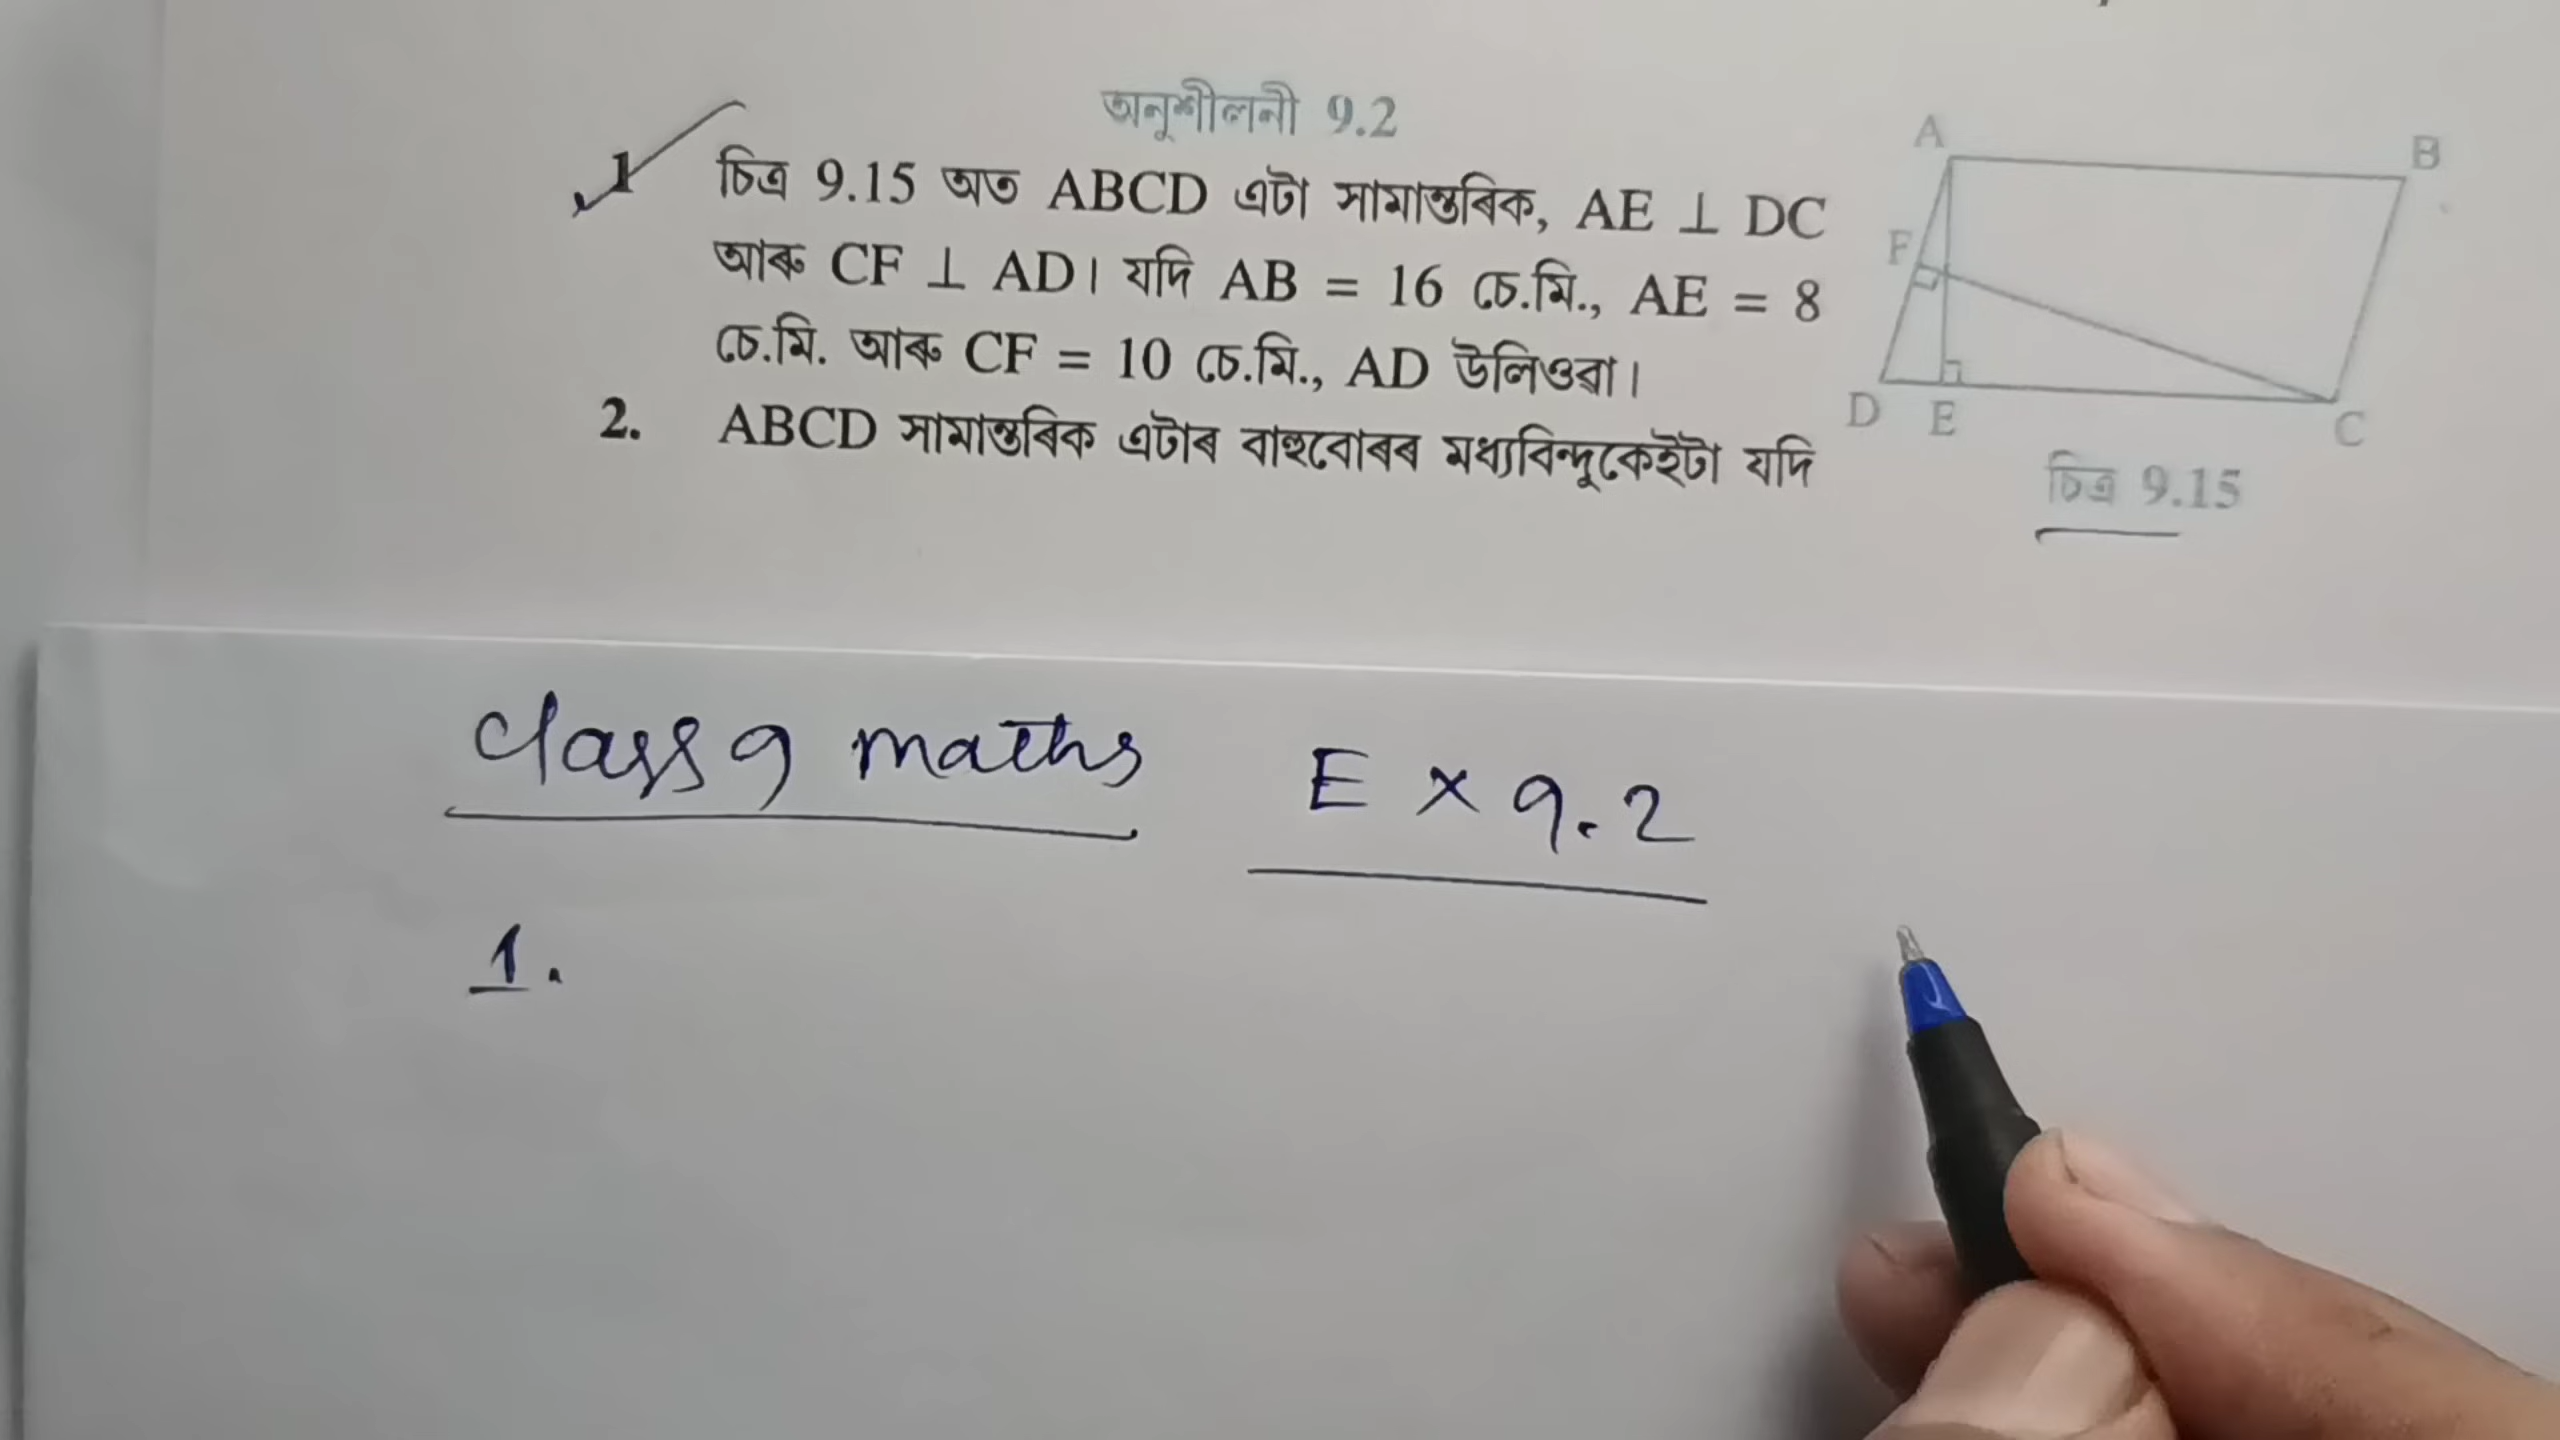 অনুশীলনী 9.2
1 চিত্ৰ 9.15 অত ABCD এটা সামান্তৰিক, AE ⊥ DC
আৰু CF ⊥ AD। যদি AB = 16 চে.মি., AE = 8
চে.মি. আৰু CF = 10 চে.মি., AD উলিওৱা।
2. ABCD সামান্তৰিক এটাৰ বাহুবোৰৰ মধ্যবিন্দুকেইটা যদি
A
B
F
D E
C
চিত্ৰ 9.15
class 9 maths Ex 9.2
1.